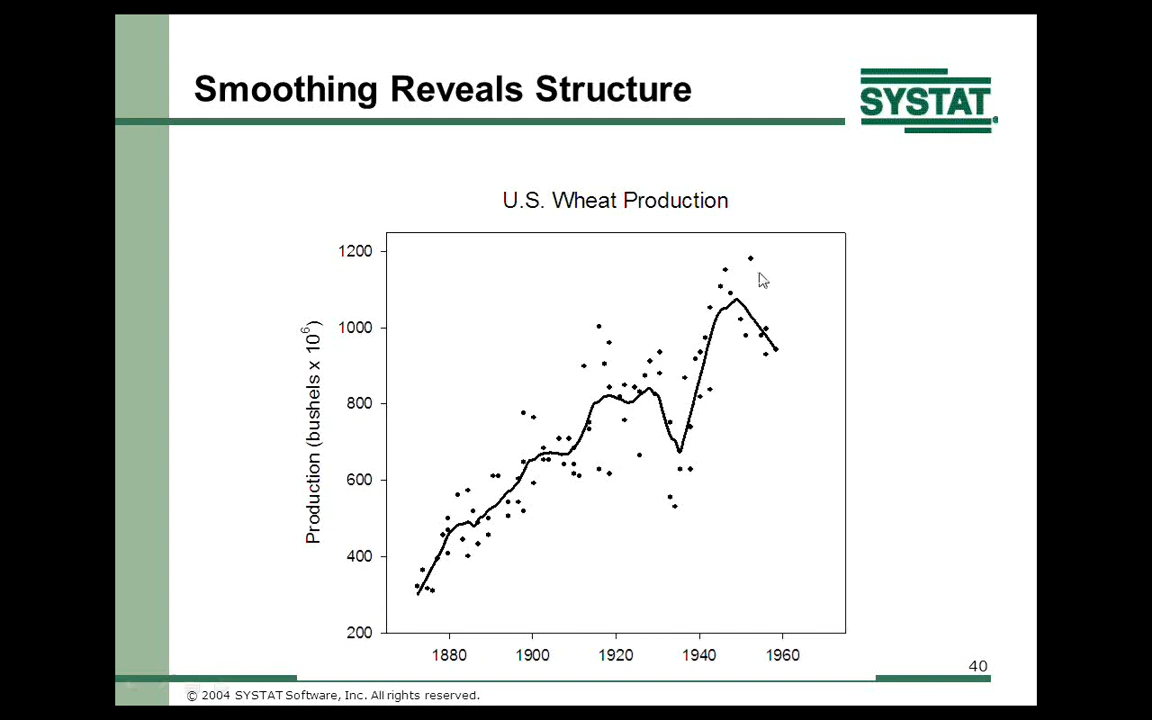 Smoothing Reveals Structure
SYSTAT®
U.S. Wheat Production
Production (bushels x 10⁶)
1200
1000
800
600
400
200
1880 1900 1920 1940 1960
40
© 2004 SYSTAT Software, Inc. All rights reserved.